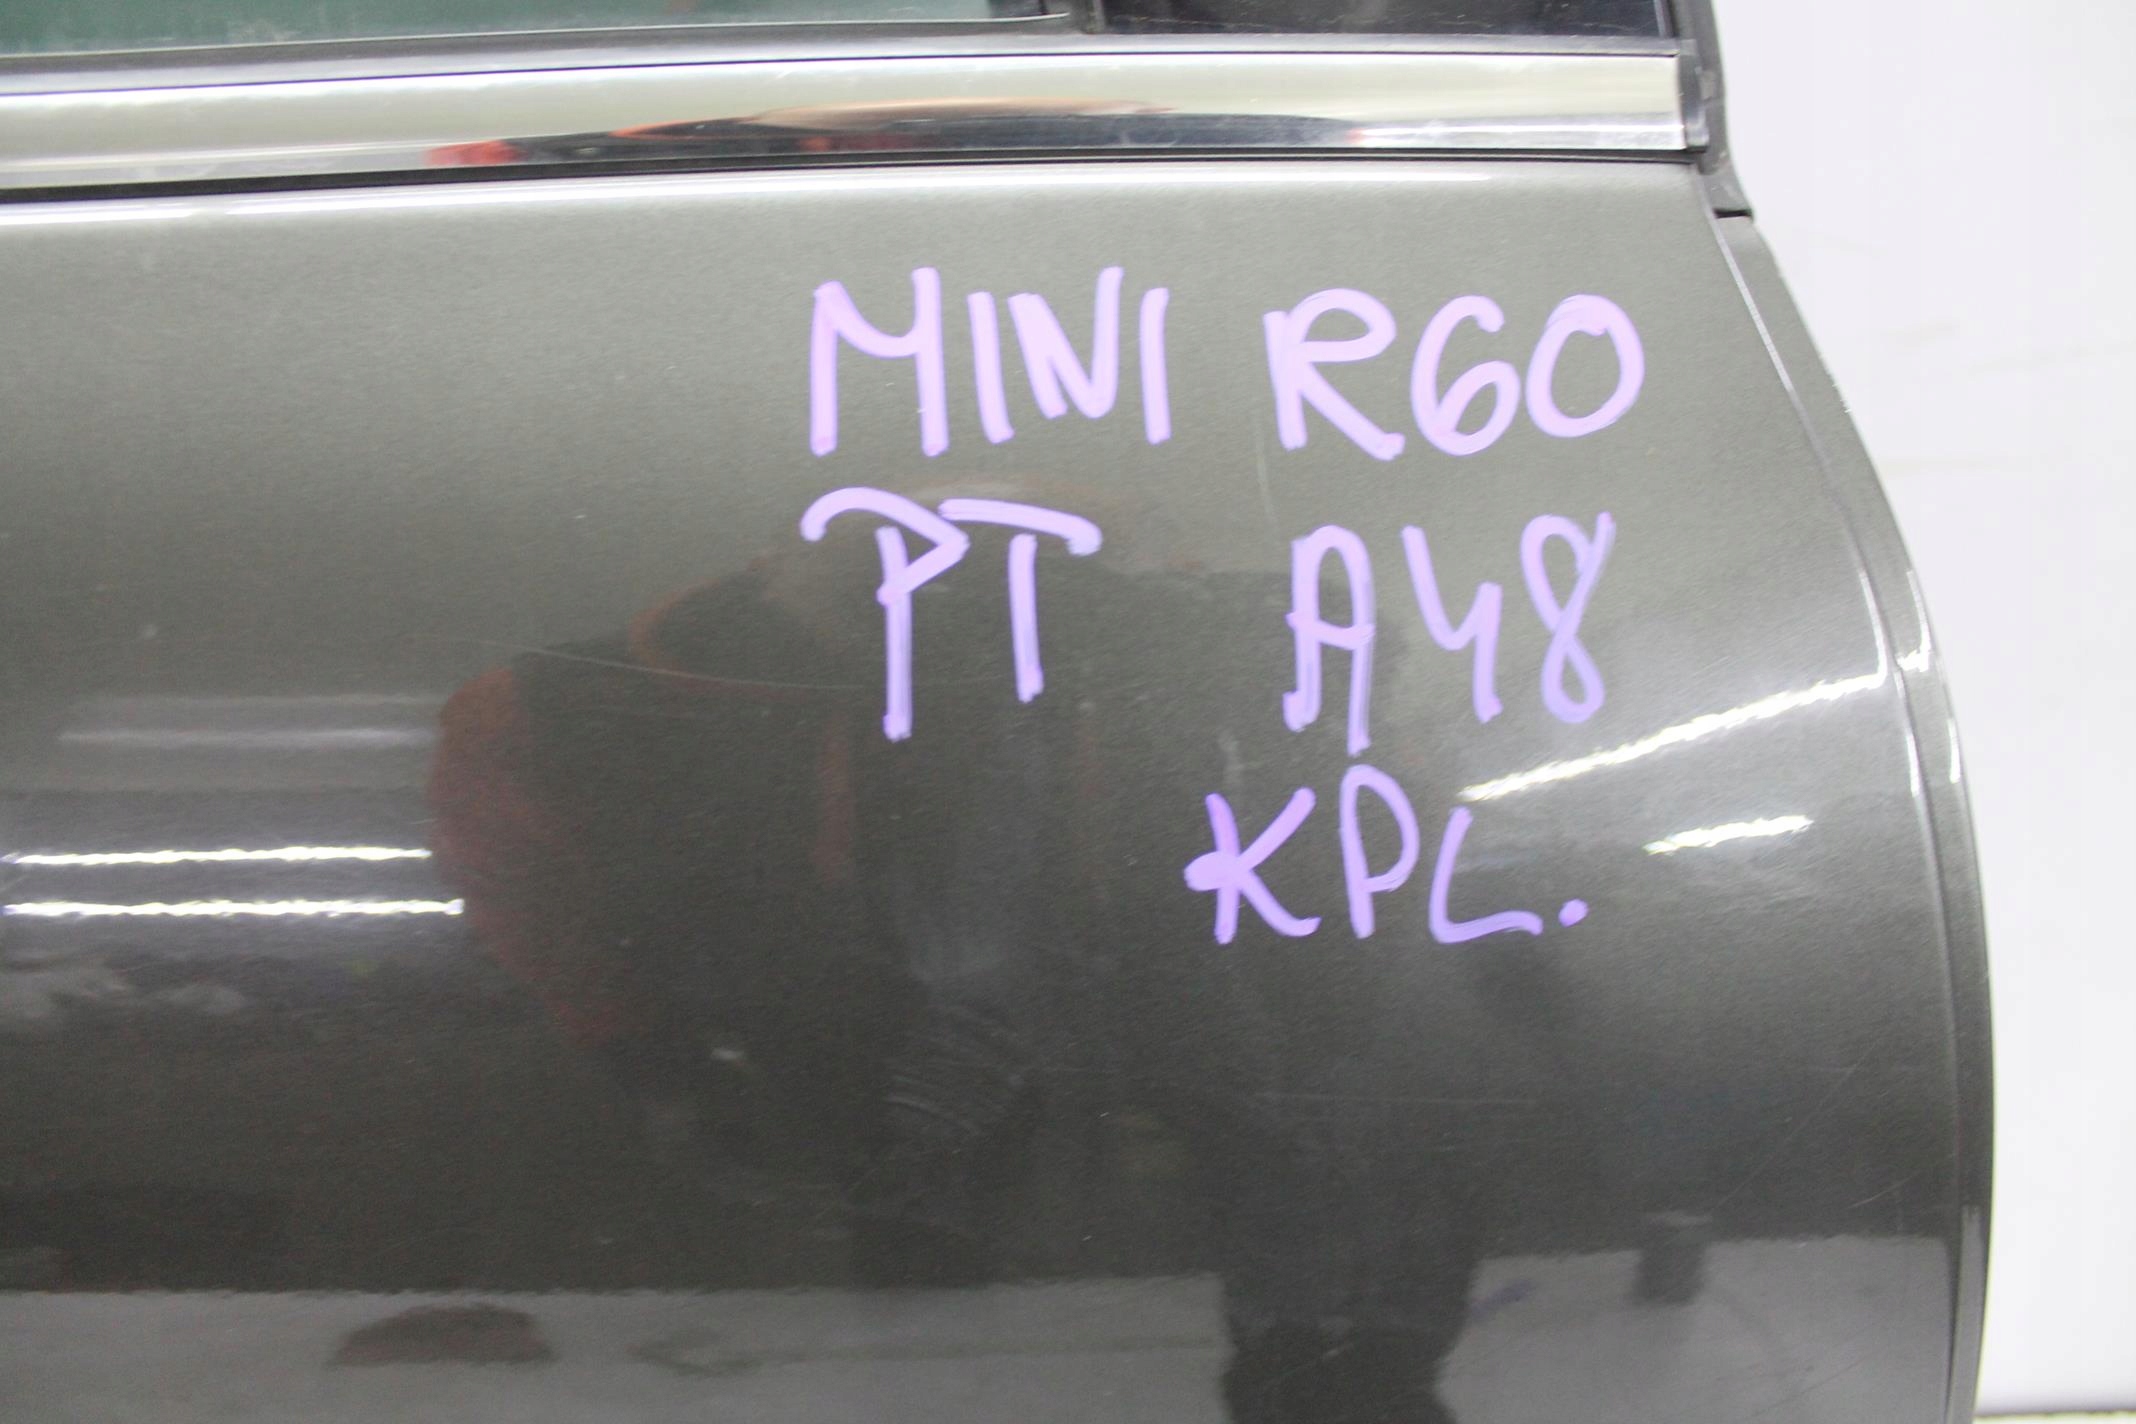 MINI R60
PT A48
KPL.